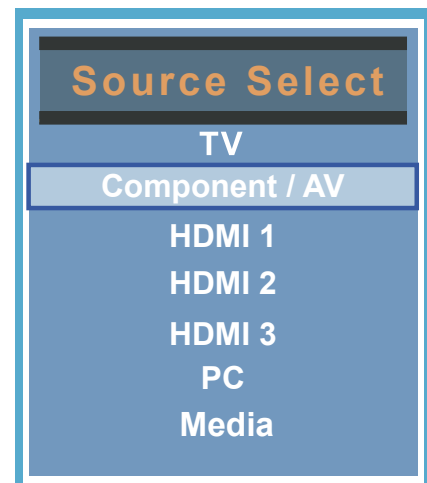 Source Select
TV
Component / AV
HDMI 1
HDMI 2
HDMI 3
PC
Media